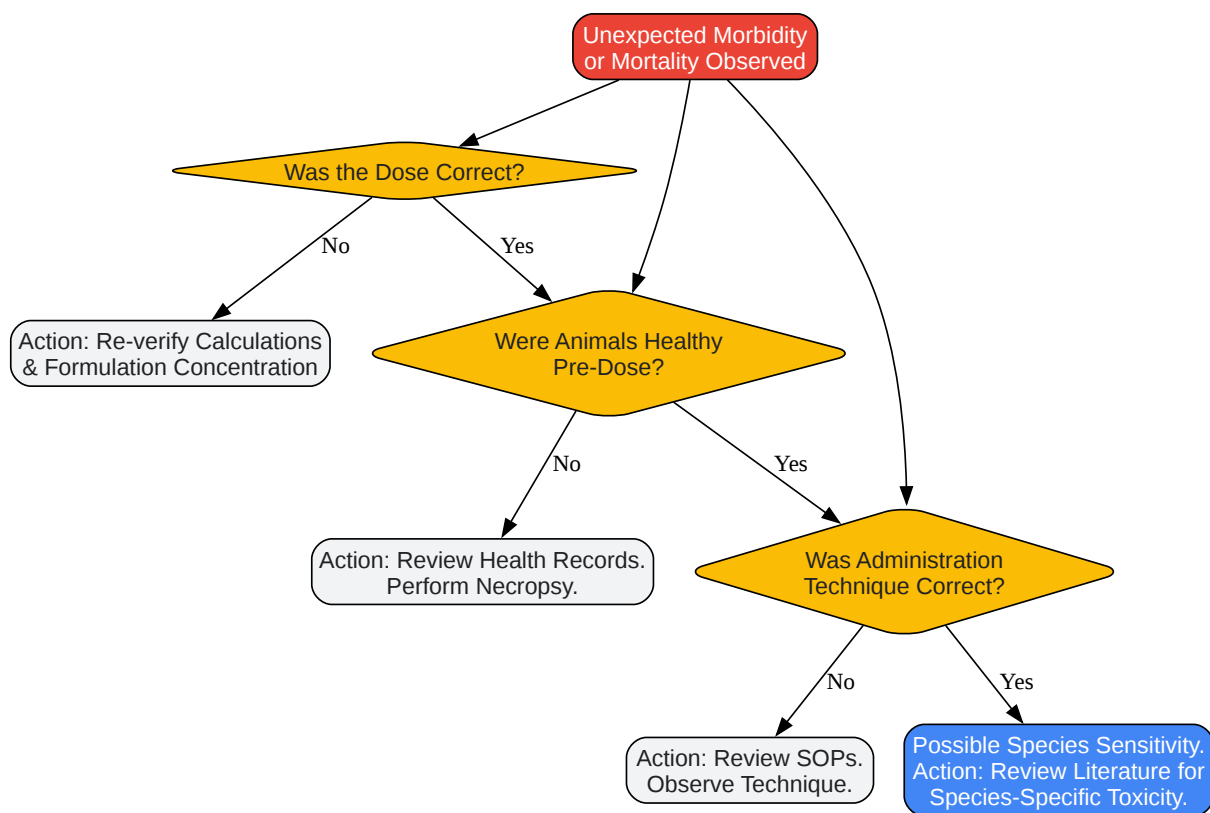 Unexpected Morbidity
or Mortality Observed
Was the Dose Correct?
No
Yes
Action: Re-verify Calculations
& Formulation Concentration
Were Animals Healthy
Pre-Dose?
No
Yes
Action: Review Health Records.
Perform Necropsy.
Was Administration
Technique Correct?
No
Yes
Action: Review SOPs.
Observe Technique.
Possible Species Sensitivity.
Action: Review Literature for
Species-Specific Toxicity.